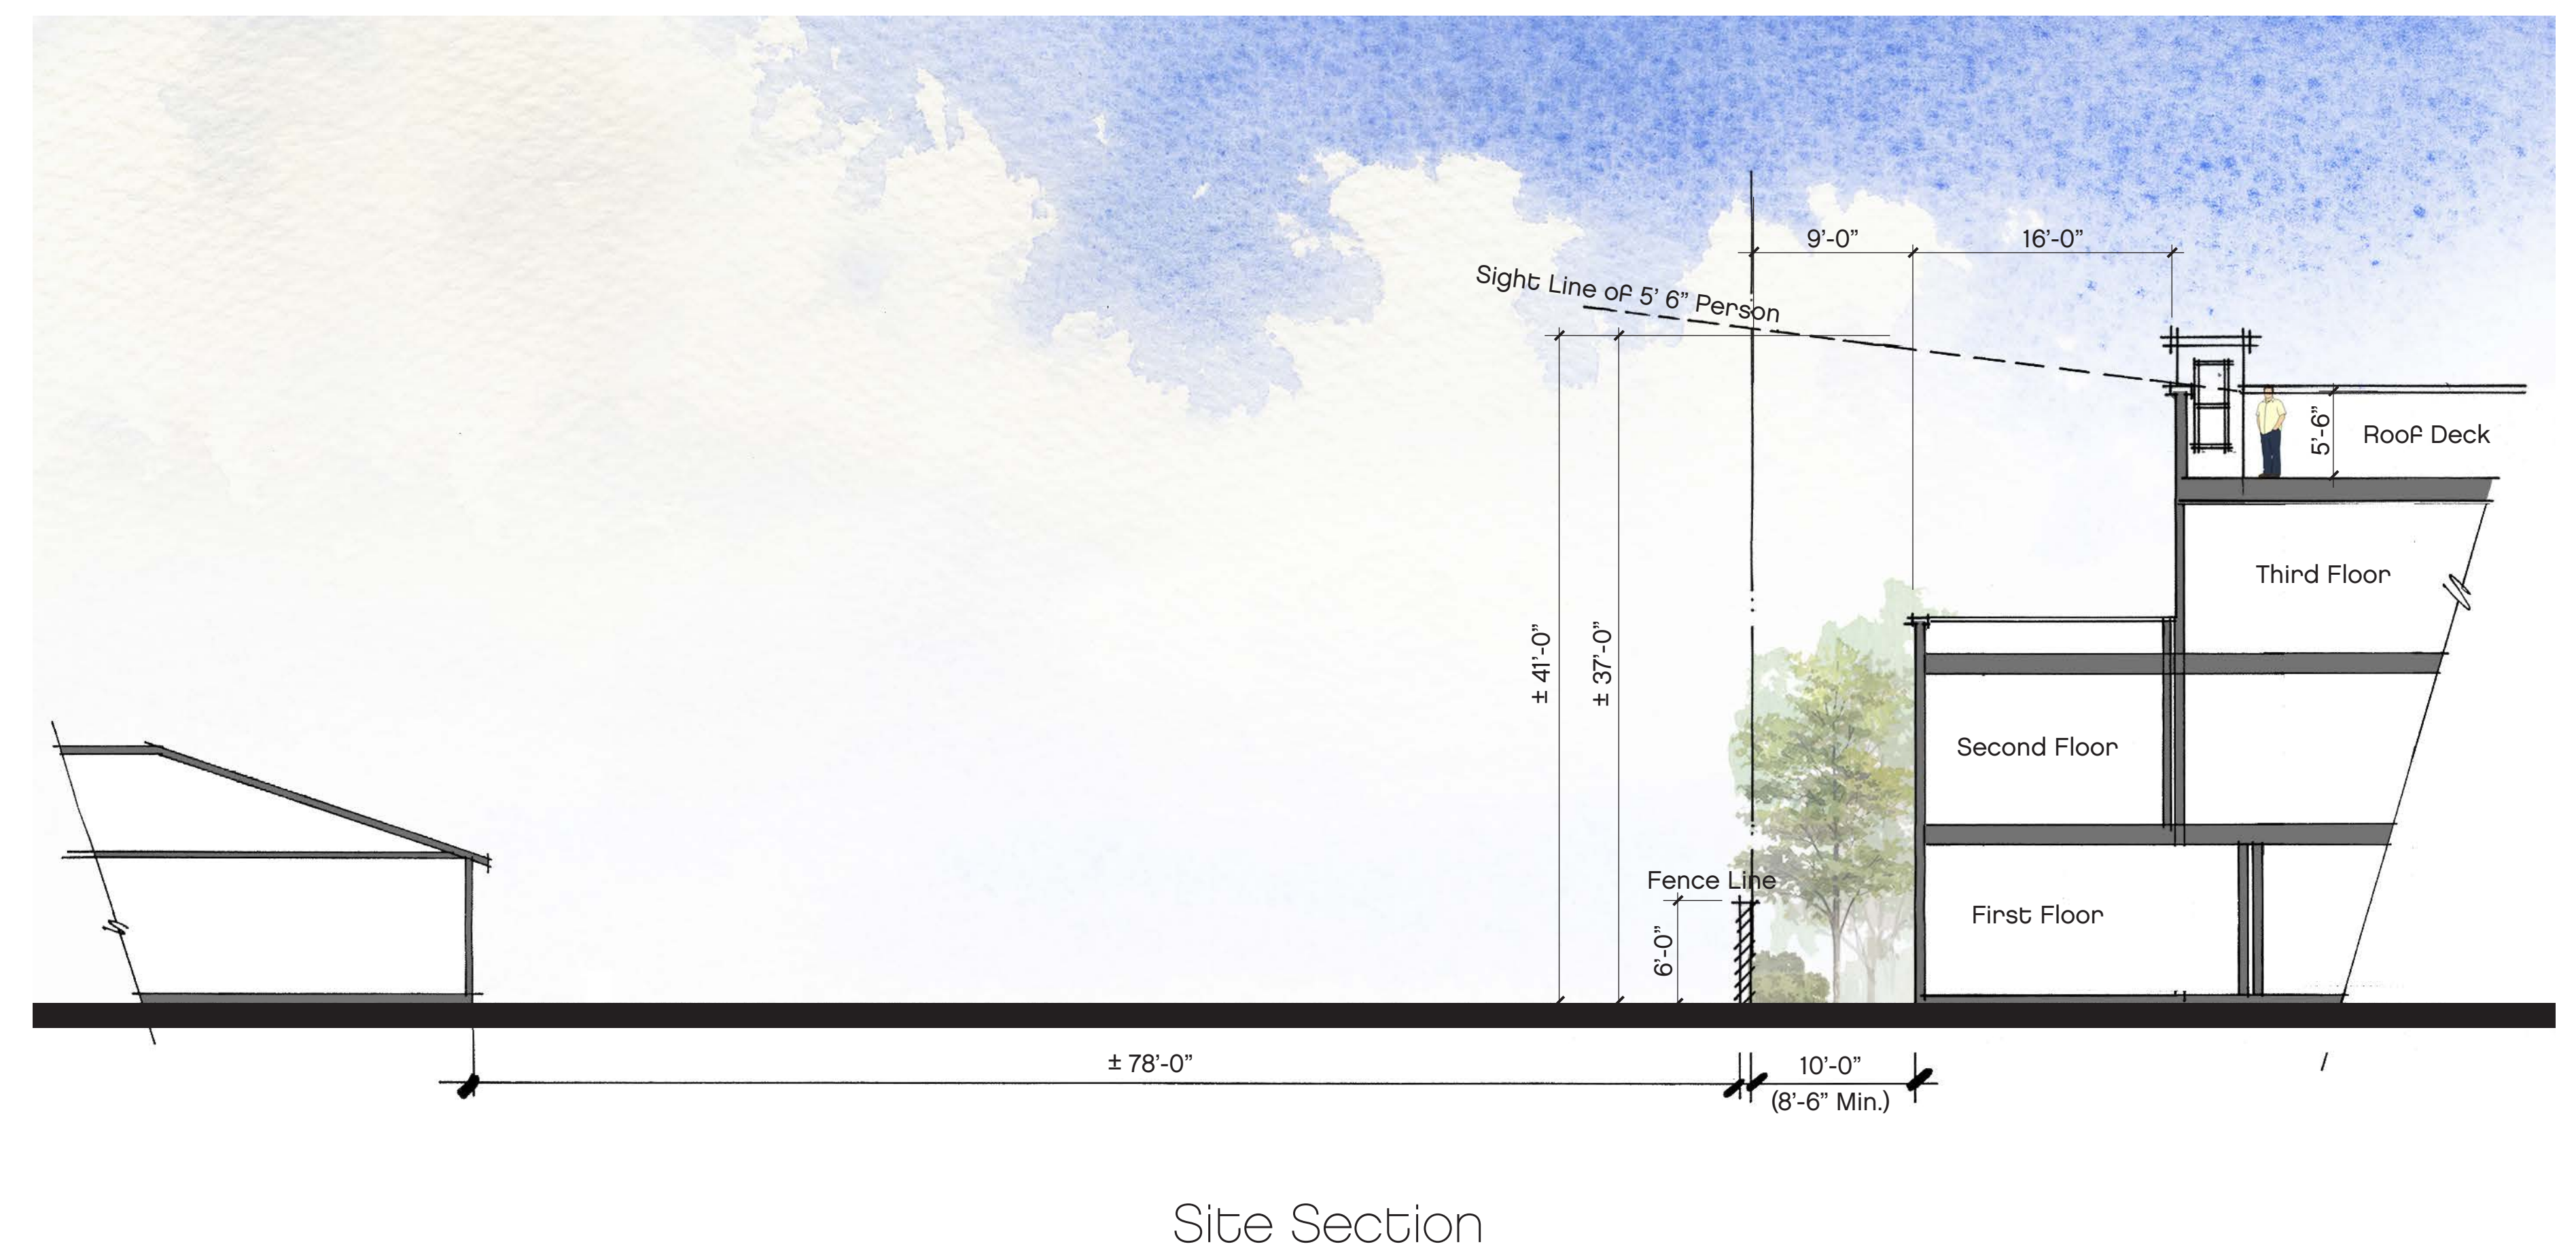 9'-0"
16'-0"
Sight Line of 5' 6" Person
5'-6"
Roof Deck
Third Floor
± 41'-0"
± 37'-0"
Second Floor
Fence Line
6'-0"
First Floor
± 78'-0"
10'-0"
(8'-6" Min.)
Site Section